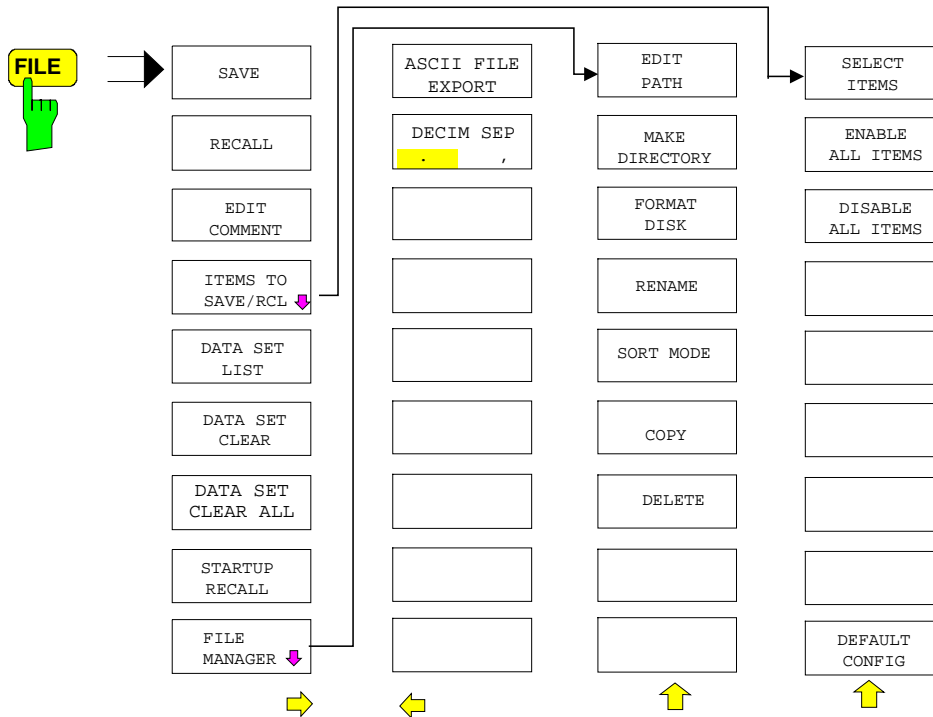 FILE
SAVE
RECALL
EDIT
COMMENT
ITEMS TO
SAVE/RCL
DATA SET
LIST
DATA SET
CLEAR
DATA SET
CLEAR ALL
STARTUP
RECALL
FILE
MANAGER
ASCII FILE
EXPORT
DECIM SEP
. ,
EDIT
PATH
MAKE
DIRECTORY
FORMAT
DISK
RENAME
SORT MODE
COPY
DELETE
SELECT
ITEMS
ENABLE
ALL ITEMS
DISABLE
ALL ITEMS
DEFAULT
CONFIG